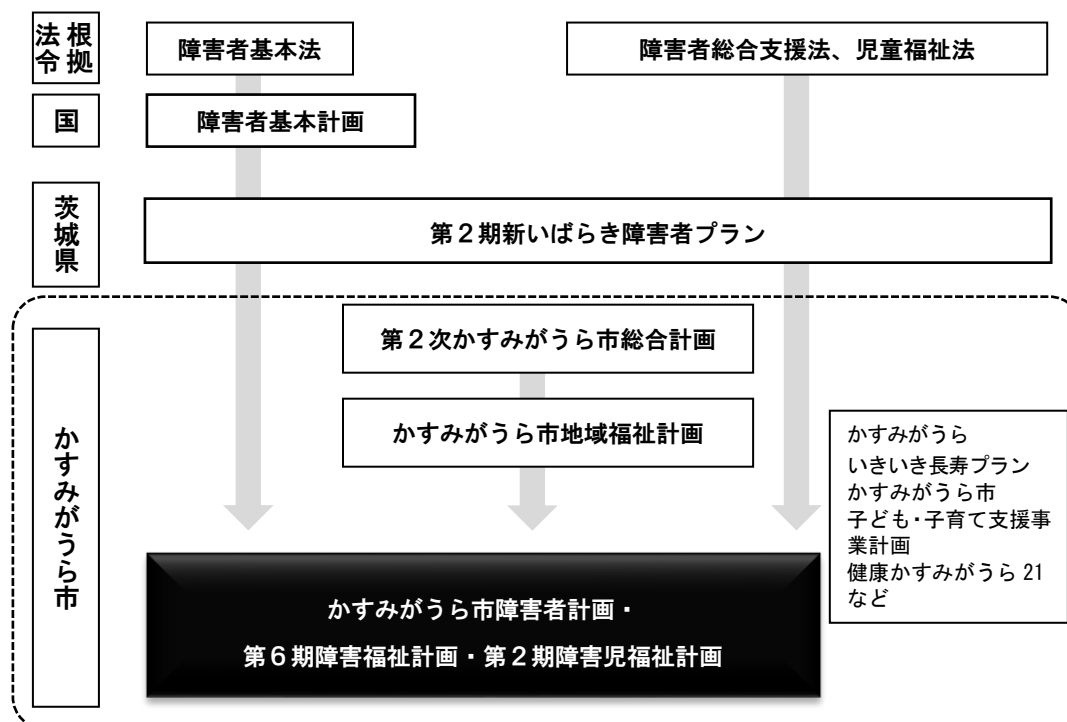 根拠
法令
障害者基本法
障害者総合支援法、児童福祉法
国
障害者基本計画
茨城県
第２期新いばらき障害者プラン
かすみがうら市
第２次かすみがうら市総合計画
かすみがうら市地域福祉計画
かすみがうら
いきいき長寿プラン
かすみがうら市
子ども・子育て支援事
業計画
健康かすみがうら 21
など
かすみがうら市障害者計画・
第６期障害福祉計画・第２期障害児福祉計画